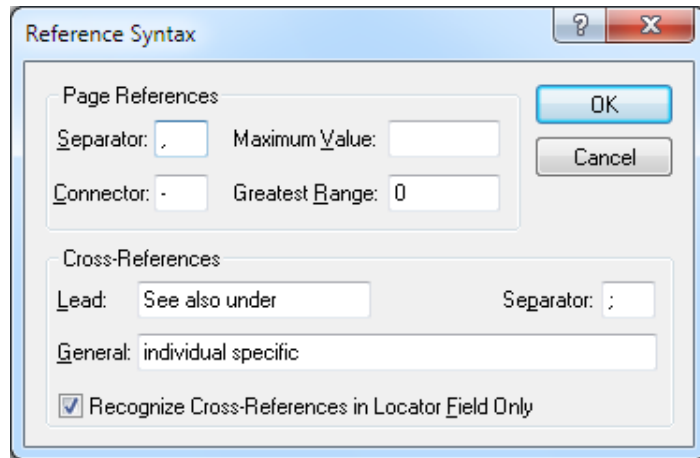 Reference Syntax
?
Page References
Separator: , Maximum Value:
OK
Cancel
Connector: - Greatest Range: 0
Cross-References
Lead: See also under Separator: ;
General: individual specific
Recognize Cross-References in Locator Field Only